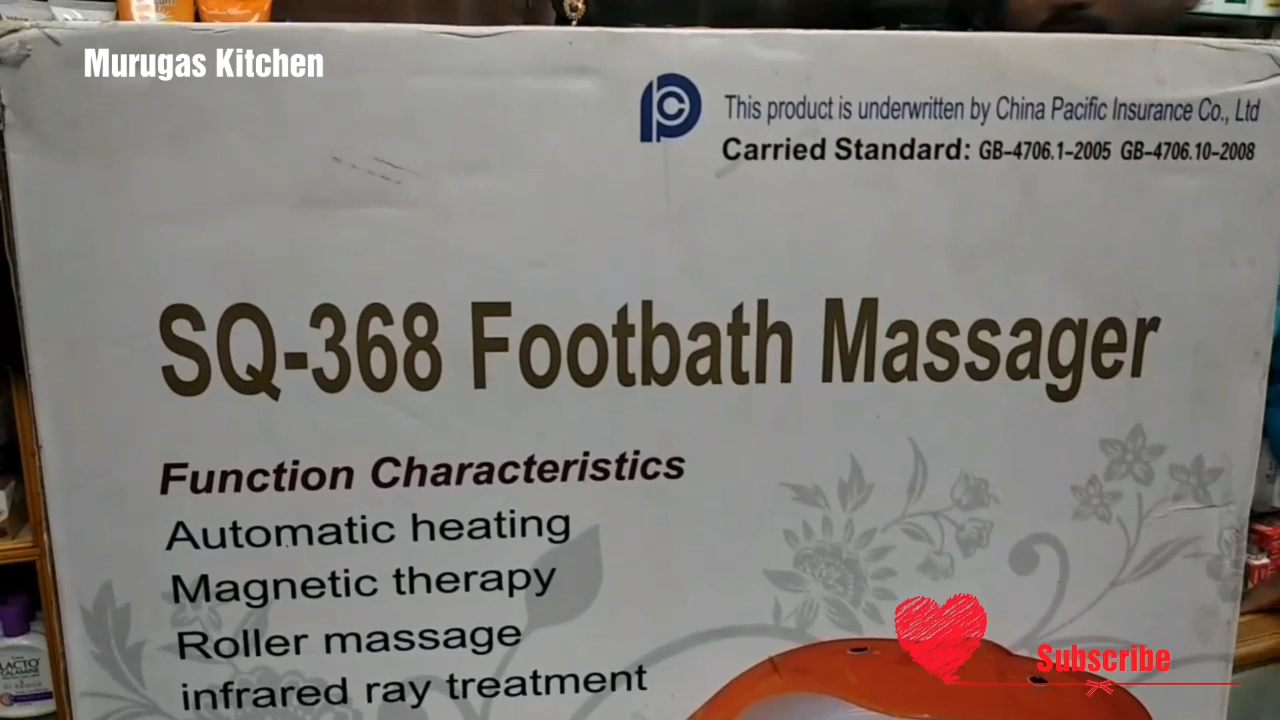 Murugas Kitchen
This product is underwritten by China Pacific Insurance Co., Ltd
Carried Standard: GB-4706.1-2005 GB-4706.10-2008
SQ-368 Footbath Massager
Function Characteristics
Automatic heating
Magnetic therapy
Roller massage
infrared ray treatment
Subscribe
LACTO
CALAMINE